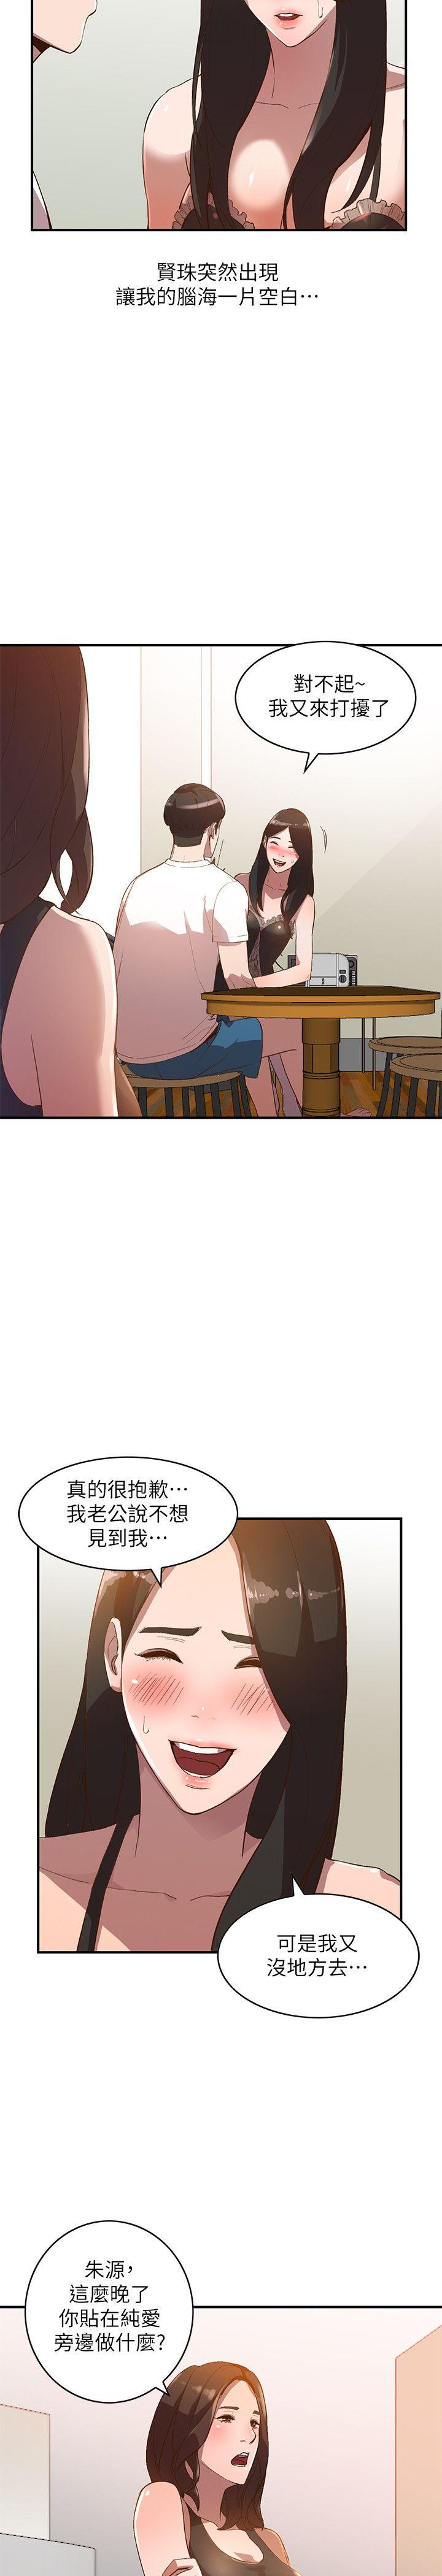 賢珠突然出現
讓我的腦海一片空白⋯
對不起~
我又來打擾了
真的很抱歉⋯
我老公說不想
見到我⋯
可是我又
沒地方去⋯
朱源,
這麼晚了
你貼在純愛
旁邊做什麼?